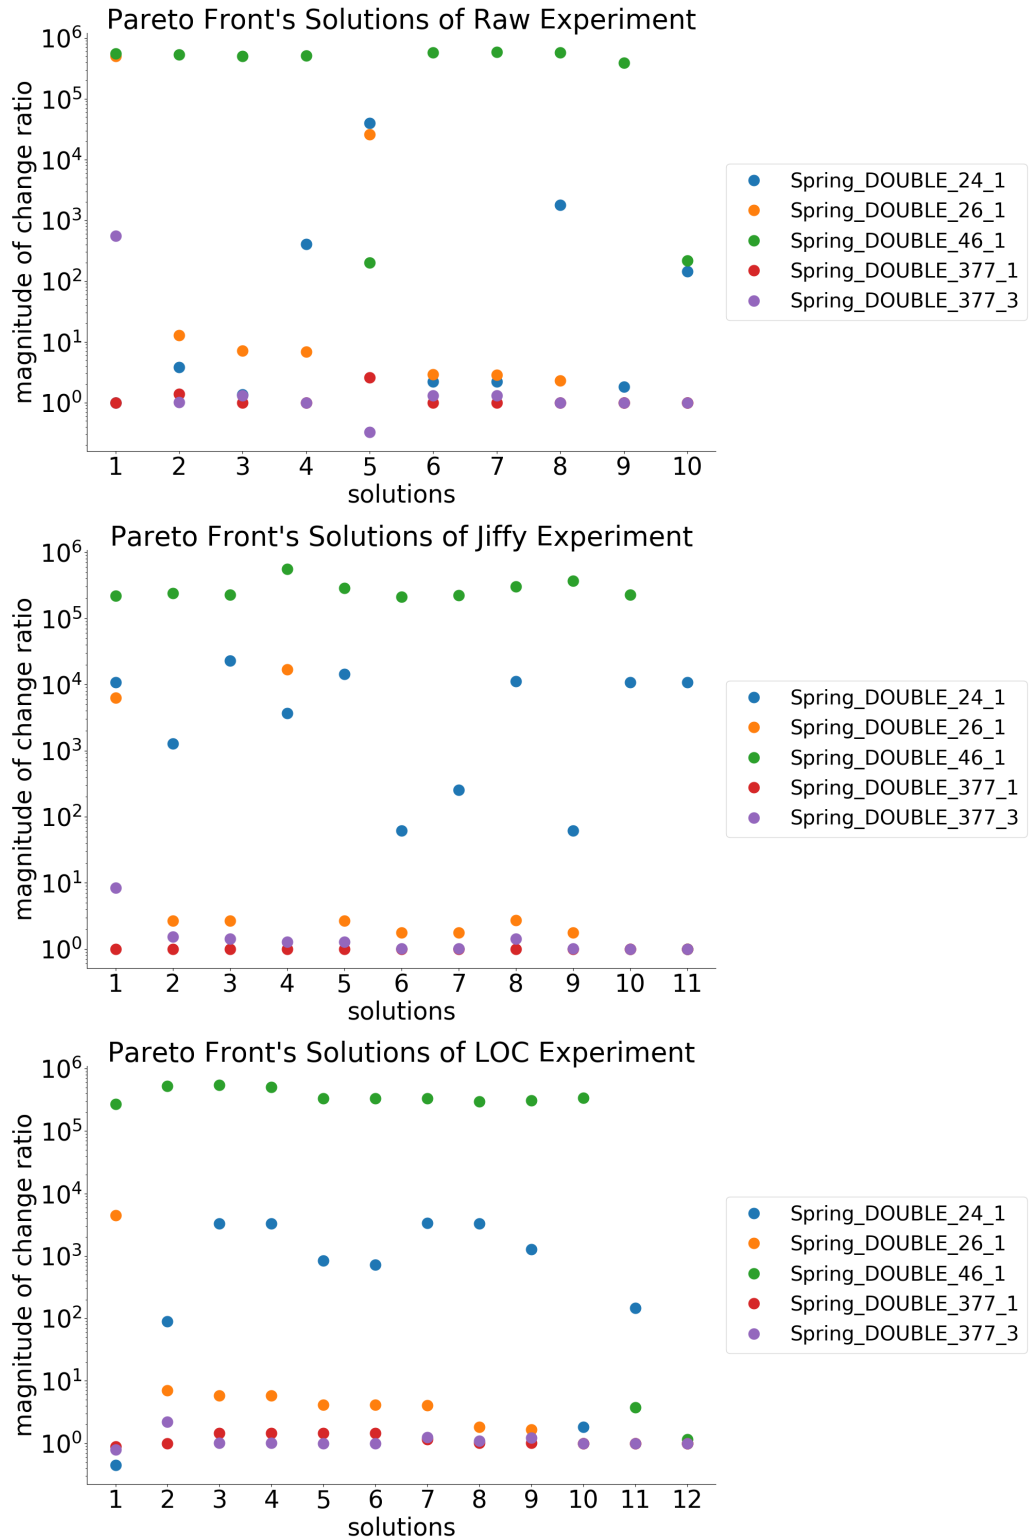 Pareto Front's Solutions of Raw Experiment
magnitude of change ratio
10^6
10^5
10^4
10^3
10^2
10^1
10^0
1 2 3 4 5 6 7 8 9 10
solutions
Spring_DOUBLE_24_1
Spring_DOUBLE_26_1
Spring_DOUBLE_46_1
Spring_DOUBLE_377_1
Spring_DOUBLE_377_3
Pareto Front's Solutions of Jiffy Experiment
magnitude of change ratio
10^6
10^5
10^4
10^3
10^2
10^1
10^0
1 2 3 4 5 6 7 8 9 10 11
solutions
Spring_DOUBLE_24_1
Spring_DOUBLE_26_1
Spring_DOUBLE_46_1
Spring_DOUBLE_377_1
Spring_DOUBLE_377_3
Pareto Front's Solutions of LOC Experiment
magnitude of change ratio
10^6
10^5
10^4
10^3
10^2
10^1
10^0
1 2 3 4 5 6 7 8 9 10 11 12
solutions
Spring_DOUBLE_24_1
Spring_DOUBLE_26_1
Spring_DOUBLE_46_1
Spring_DOUBLE_377_1
Spring_DOUBLE_377_3